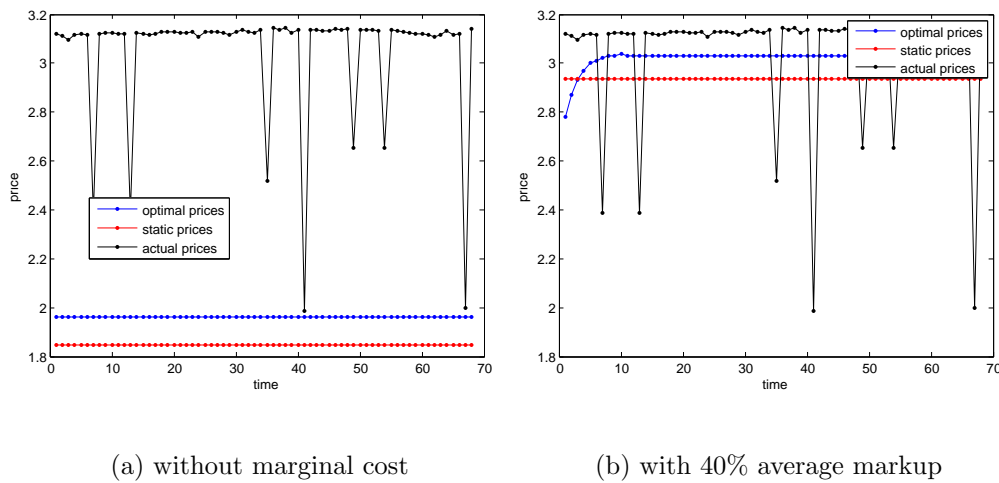 3.2
3
2.8
2.6
2.4
2.2
2
1.8
price
optimal prices
static prices
actual prices
0 10 20 30 40 50 60 70
time
3.2
3
2.8
2.6
2.4
2.2
2
1.8
price
optimal prices
static prices
actual prices
0 10 20 30 40 50 60 70
time
(a) without marginal cost
(b) with 40% average markup